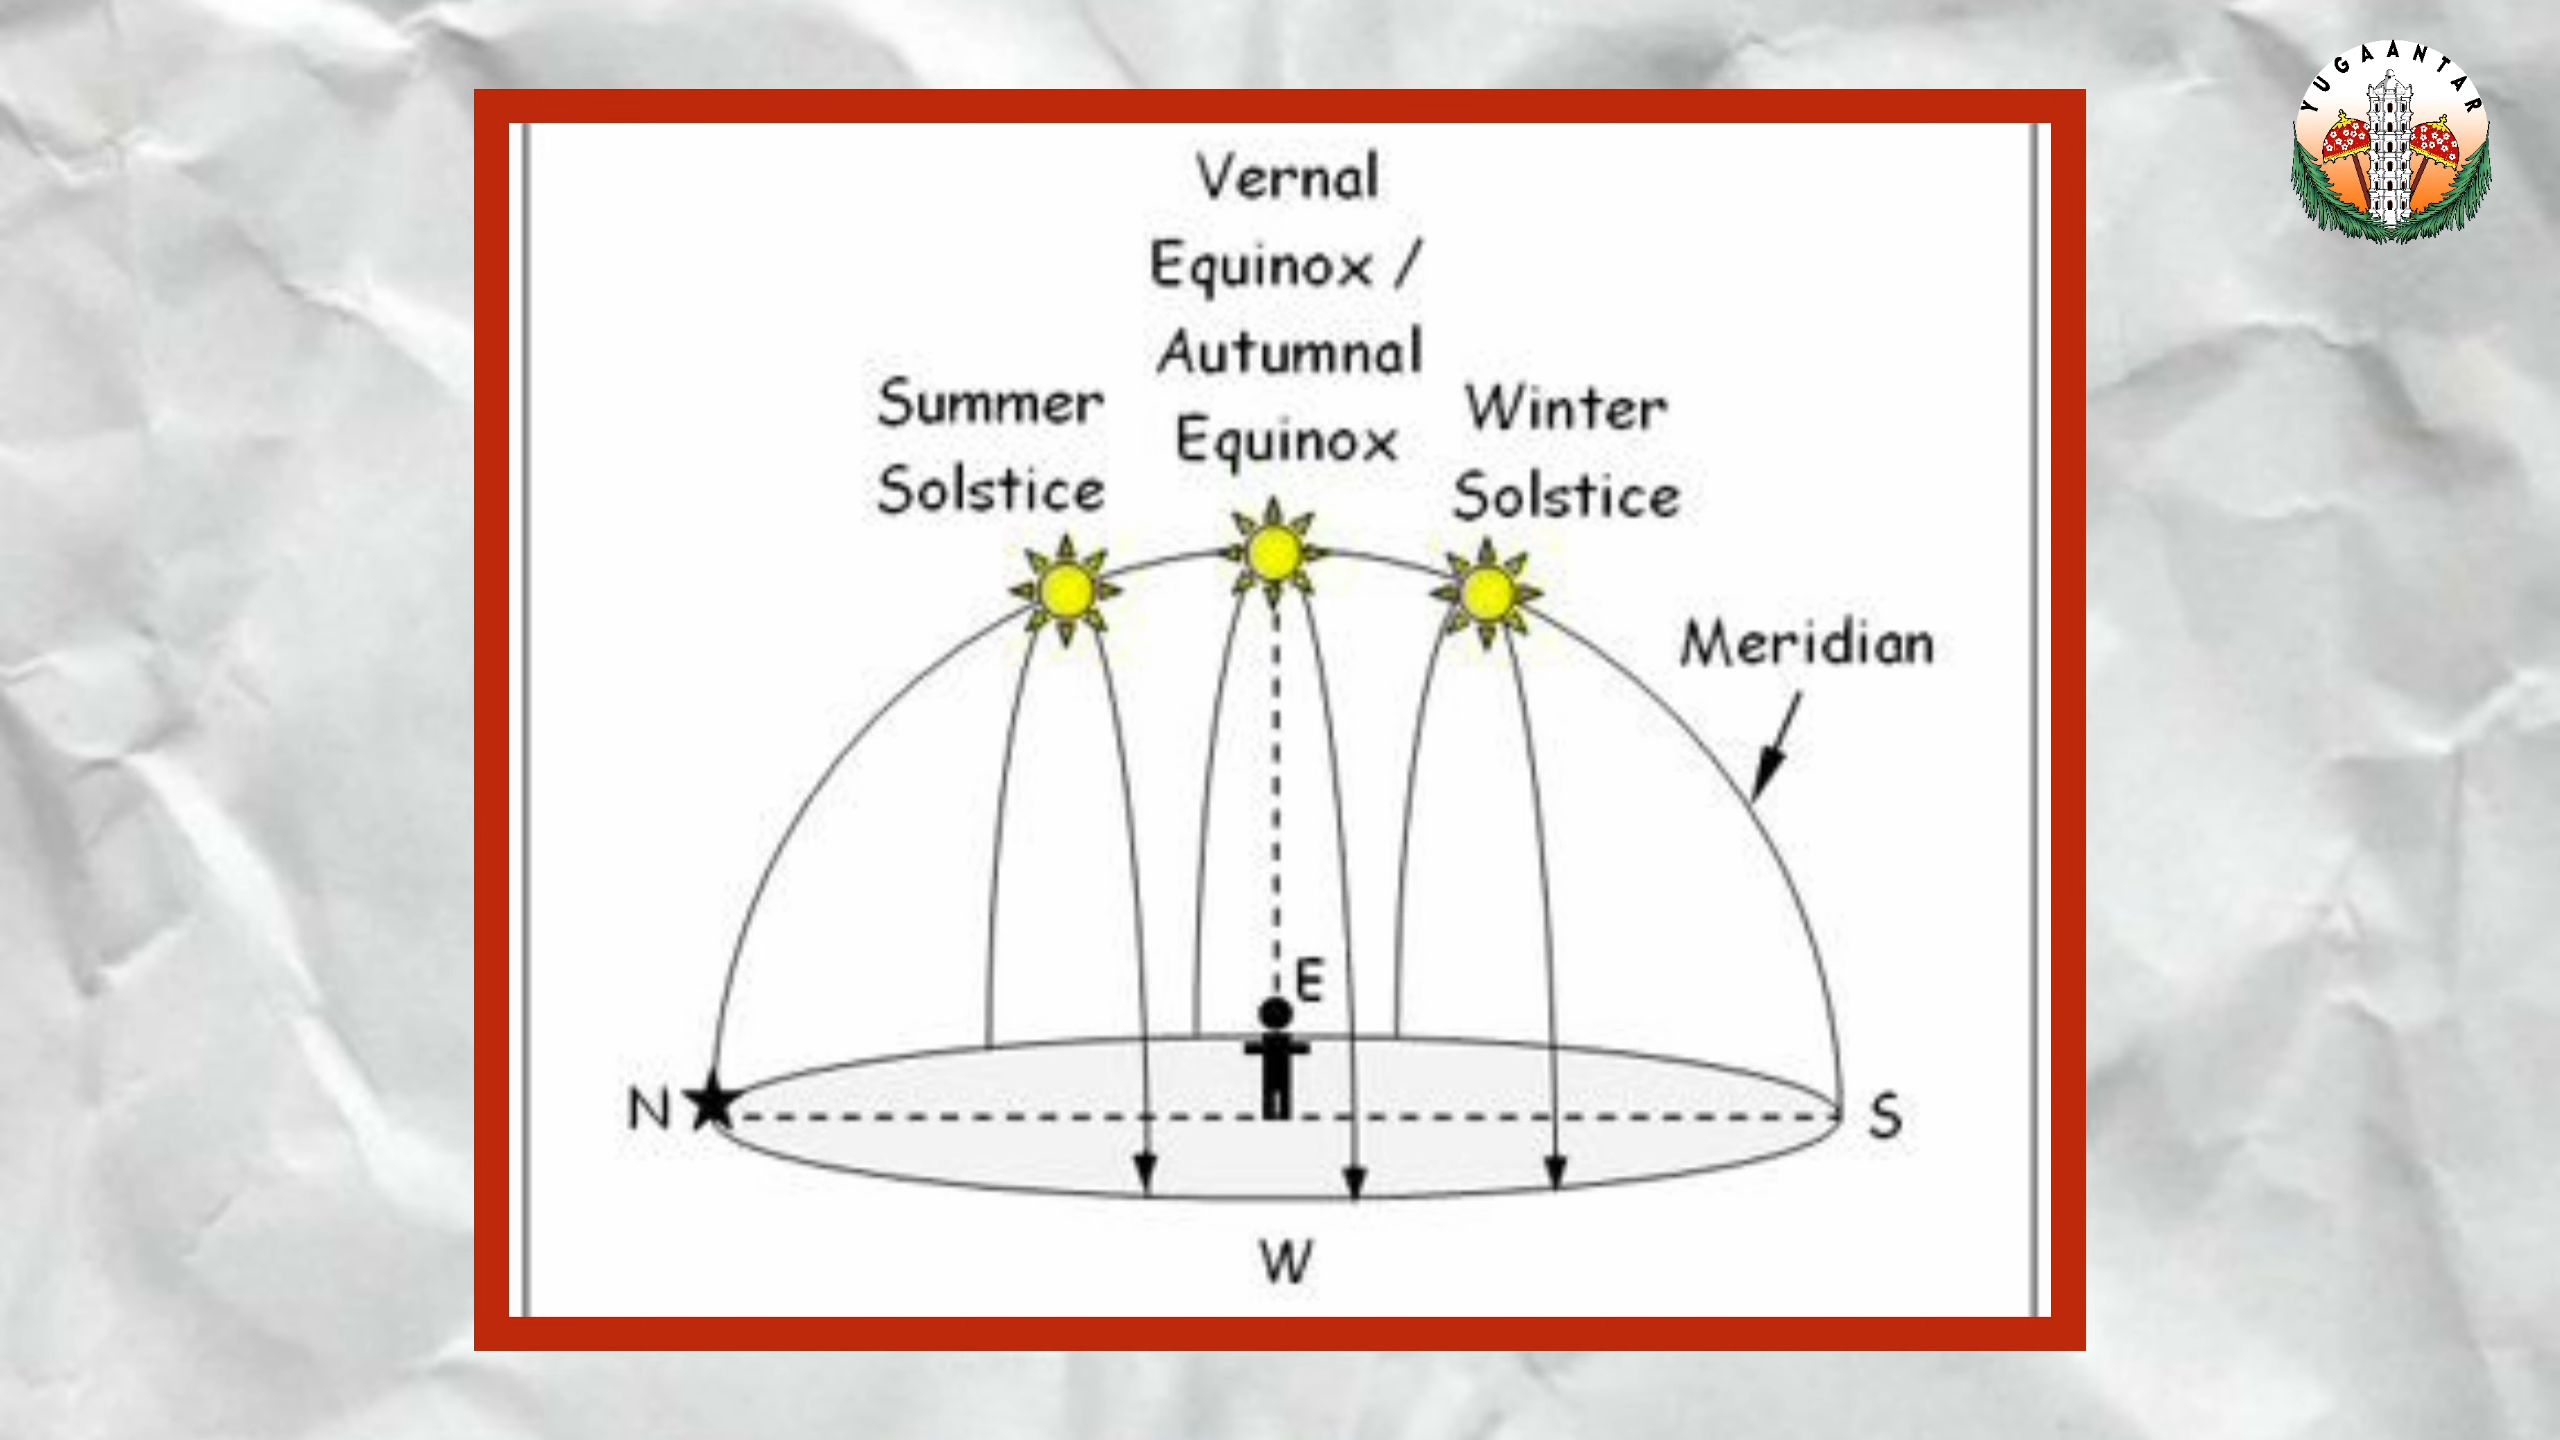 YUGAANTAR
Vernal
Equinox /
Autumnal
Equinox
Summer
Solstice
Winter
Solstice
Meridian
E
N
S
W